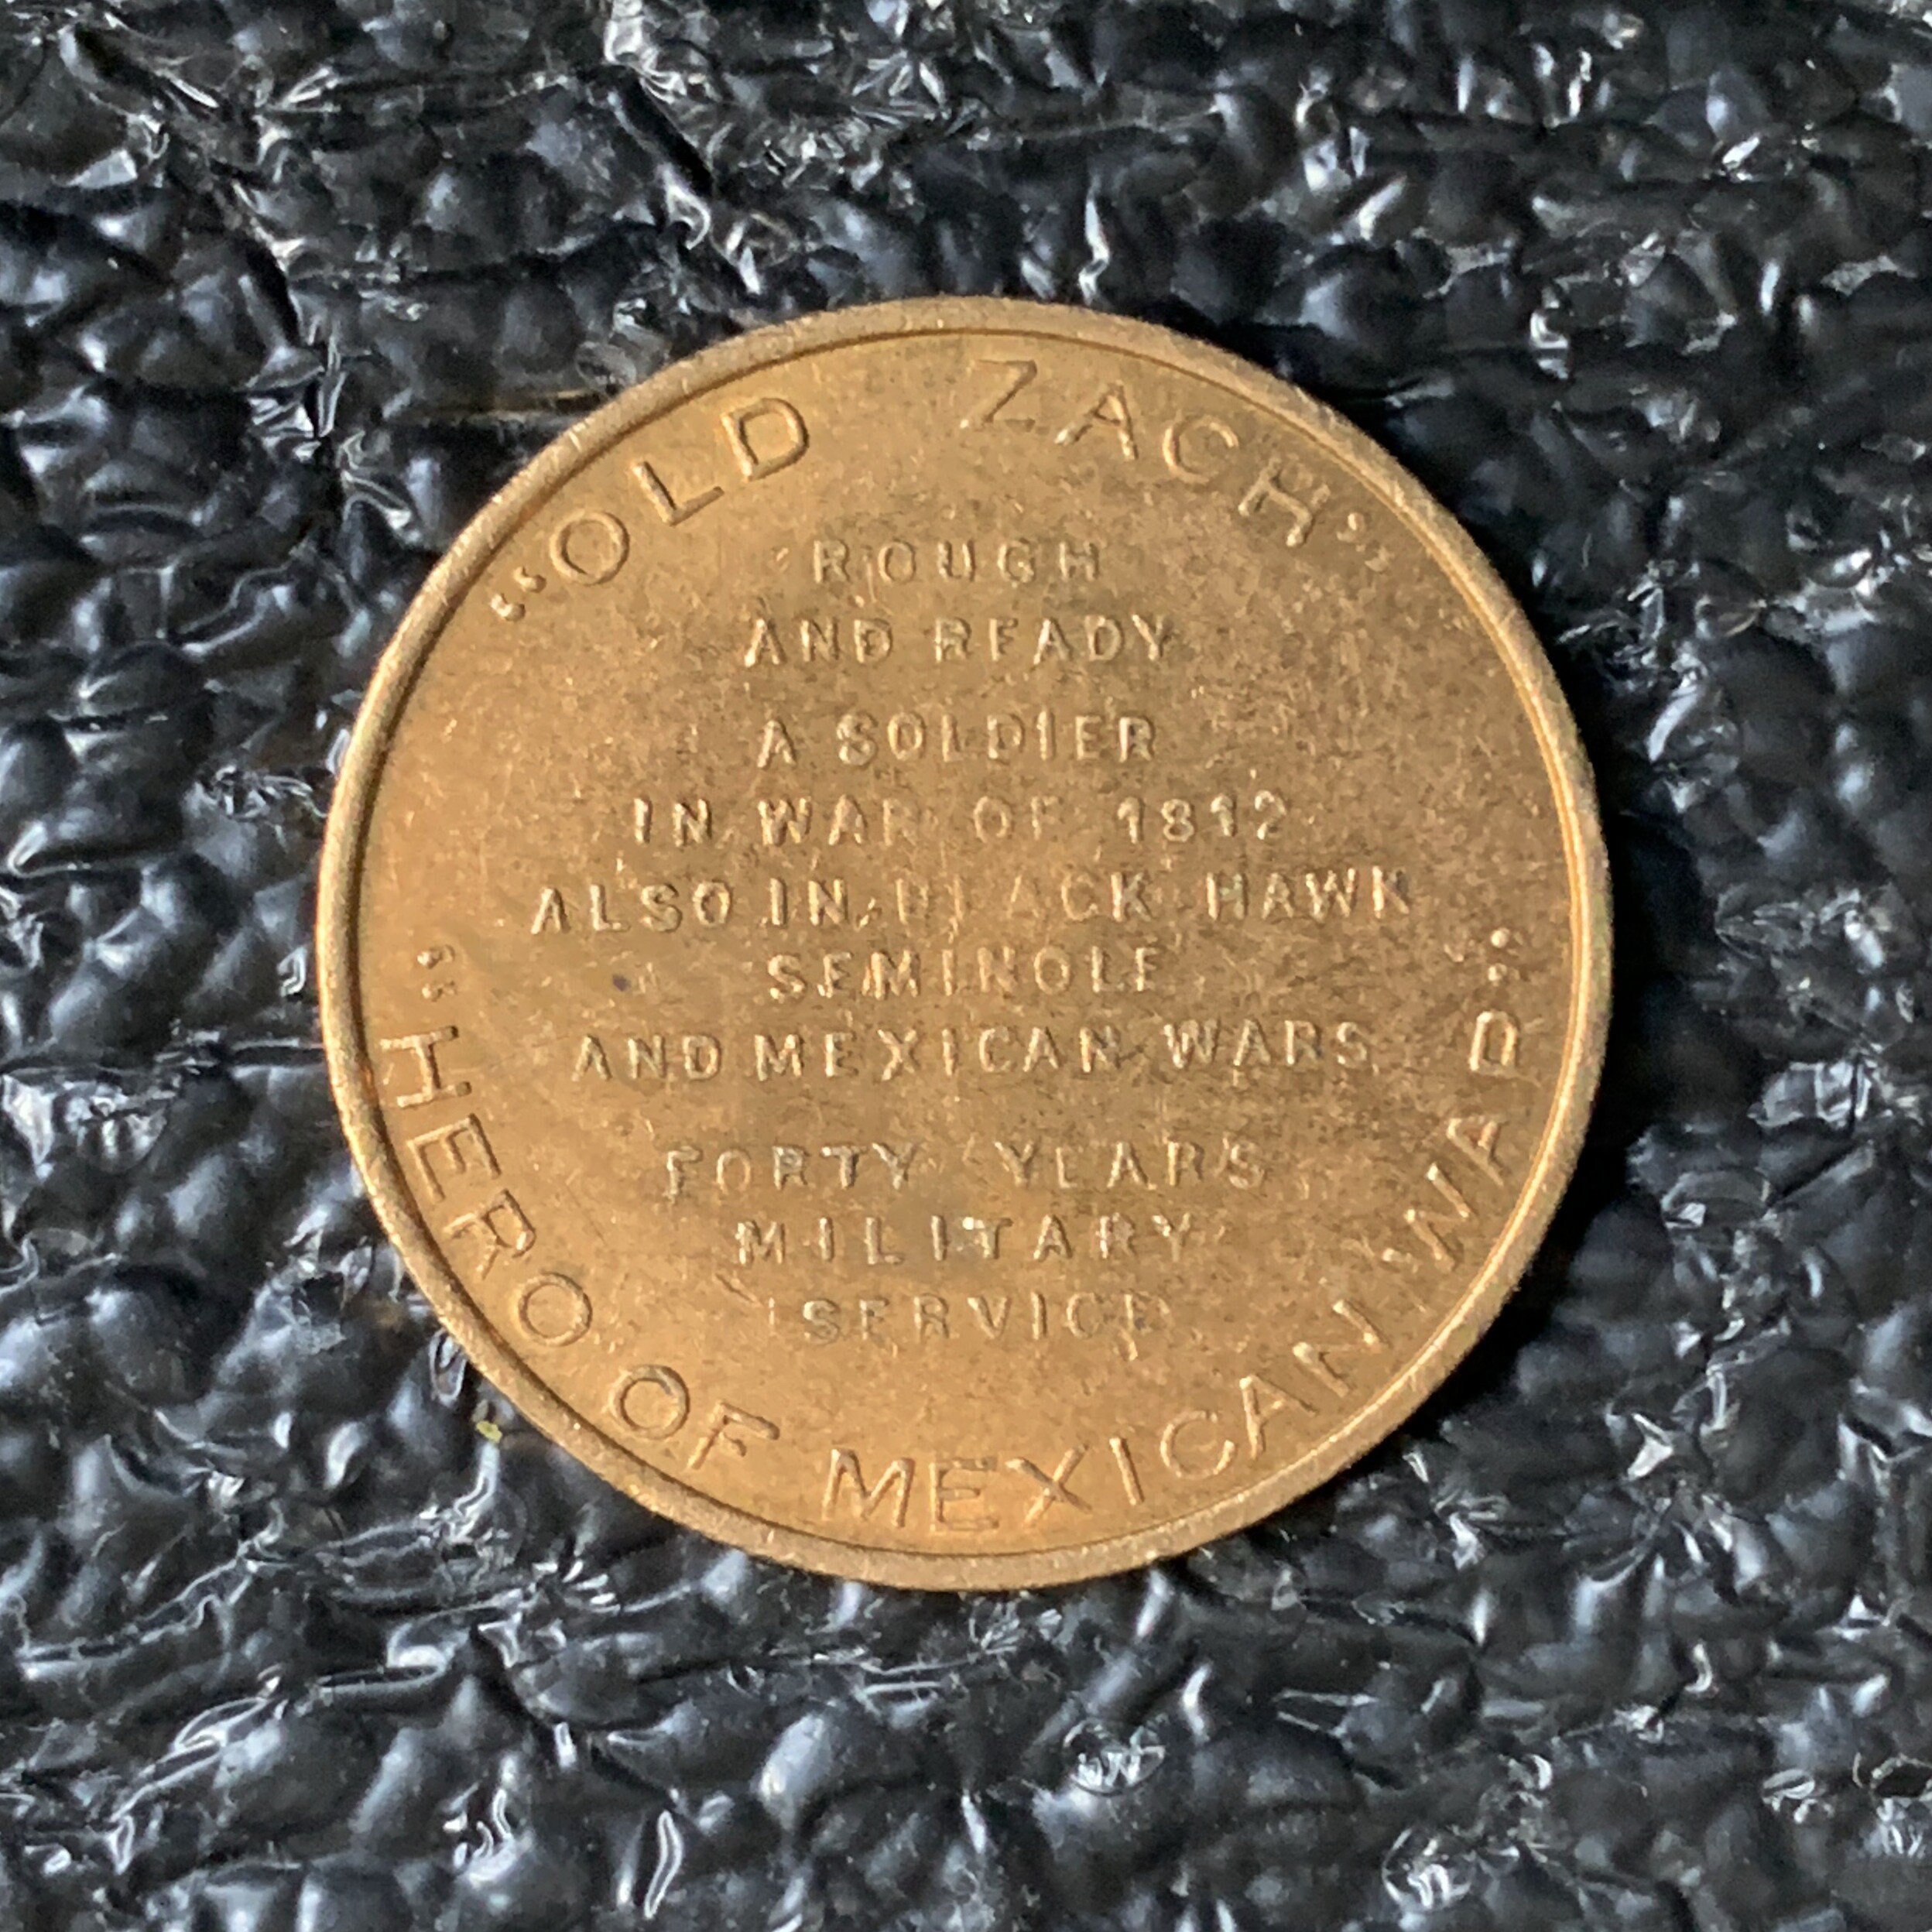 “OLD ZACH”
ROUGH
AND READY
A SOLDIER
IN WAR OF 1812
ALSO IN BLACK HAWK
SEMINOLE
AND MEXICAN WARS
FORTY YEARS
MILITARY
SERVICE
“HERO OF MEXICAN WAR”